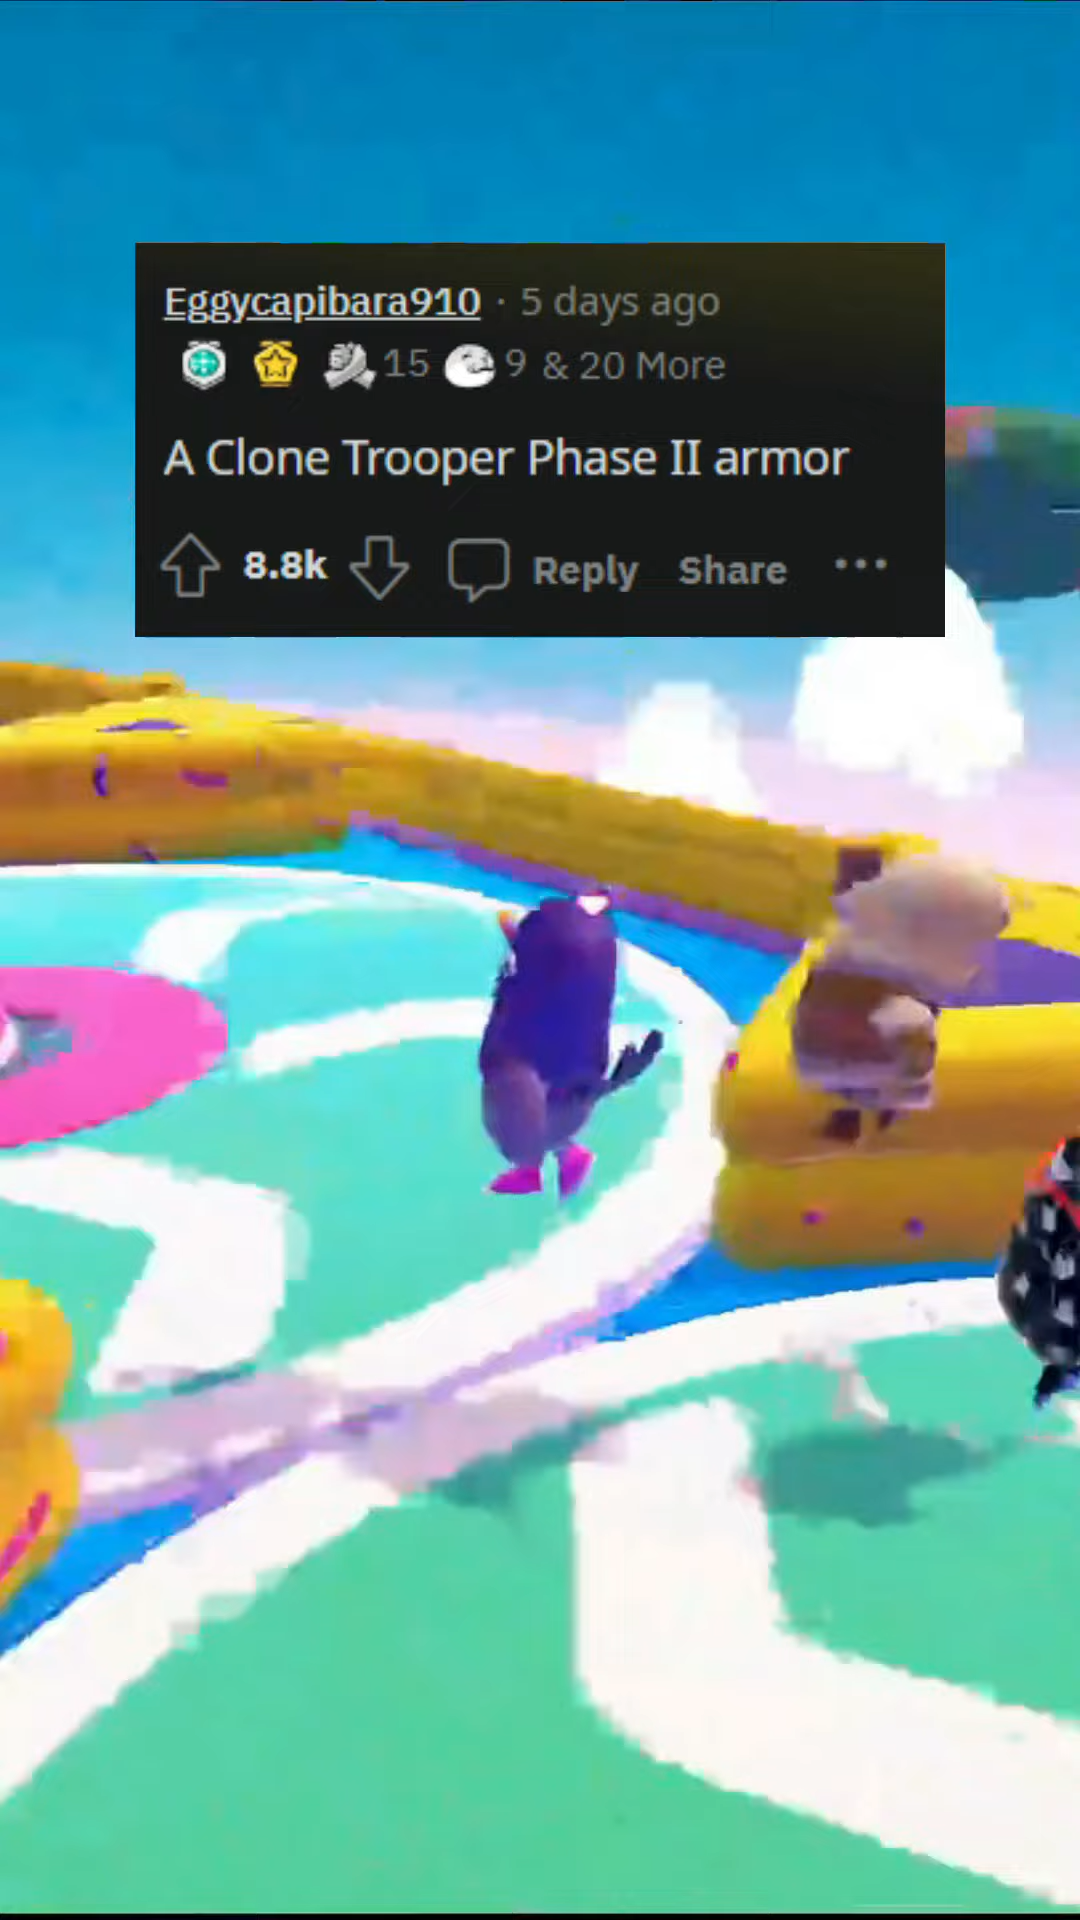 Eggycapibara910 · 5 days ago
15 9 & 20 More
A Clone Trooper Phase II armor
8.8k Reply Share ···